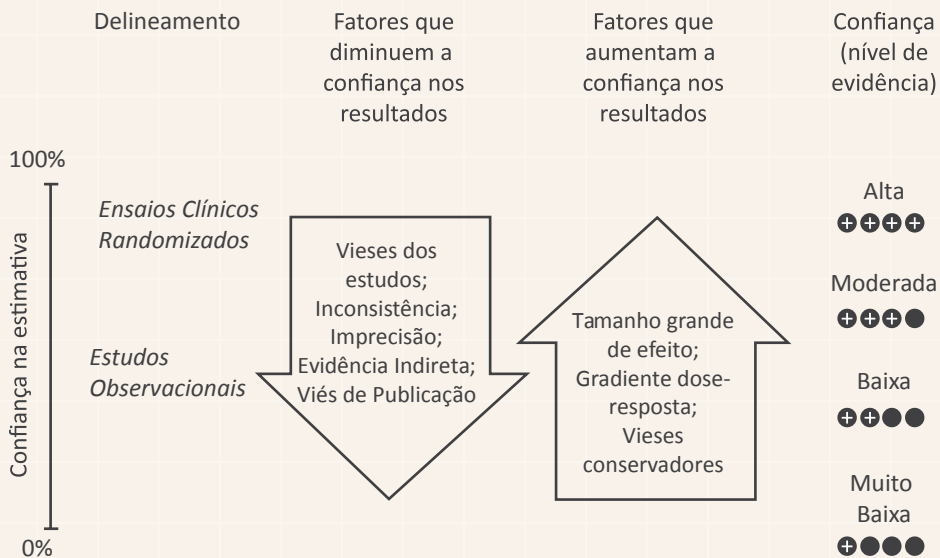 Delineamento
Fatores que
diminuem a
confiança nos
resultados
Fatores que
aumentam a
confiança nos
resultados
Confiança
(nível de
evidência)
100%
Confiança na estimativa
0%
Ensaios Clínicos
Randomizados
Estudos
Observacionais
Vieses dos
estudos;
Inconsistência;
Imprecisão;
Evidência Indireta;
Viés de Publicação
Tamanho grande
de efeito;
Gradiente dose-
resposta;
Vieses
conservadores
Alta
++++
Moderada
+++
Baixa
++
Muito
Baixa
+